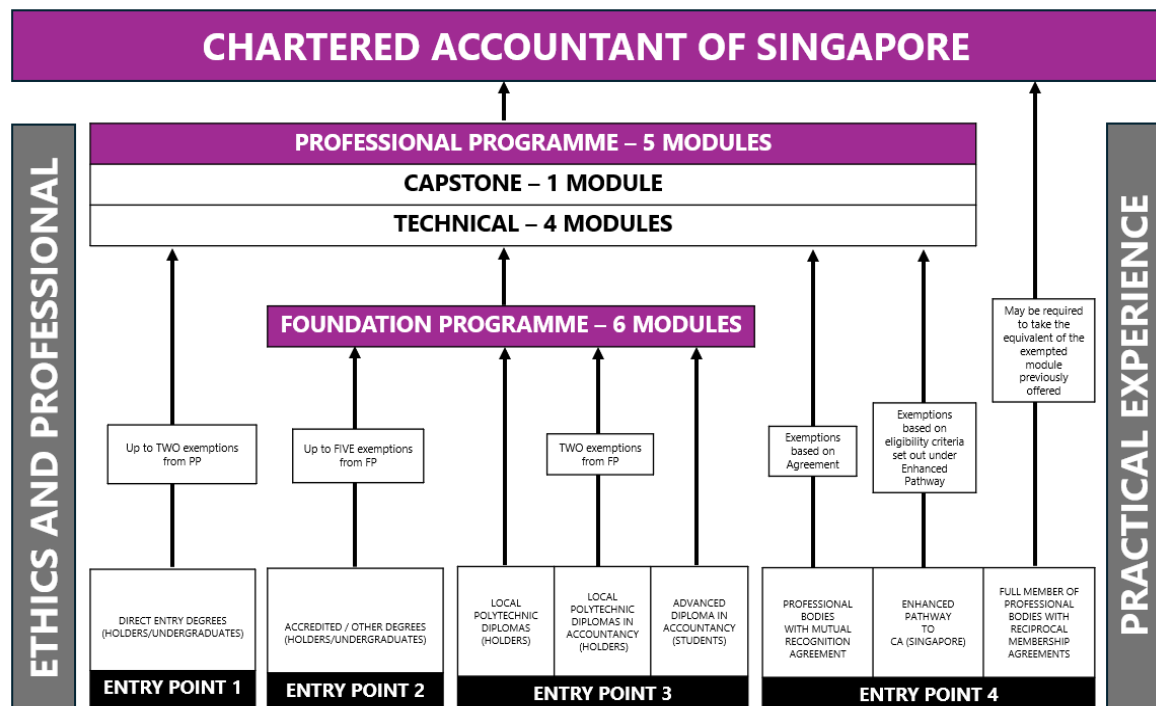 CHARTERED ACCOUNTANT OF SINGAPORE
ETHICS AND PROFESSIONAL
PRACTICAL EXPERIENCE
PROFESSIONAL PROGRAMME – 5 MODULES
CAPSTONE – 1 MODULE
TECHNICAL – 4 MODULES
FOUNDATION PROGRAMME – 6 MODULES
May be required
to take the
equivalent of the
exempted
module
previously
offered
Up to TWO exemptions
from PP
Up to FIVE exemptions
from FP
TWO exemptions
from FP
Exemptions
based on
Agreement
Exemptions
based on
eligibility criteria
set out under
Enhanced
Pathway
DIRECT ENTRY DEGREES
(HOLDERS/UNDERGRADUATES)
ACCREDITED / OTHER DEGREES
(HOLDERS/UNDERGRADUATES)
LOCAL
POLYTECHNIC
DIPLOMAS
(HOLDERS)
LOCAL
POLYTECHNIC
DIPLOMAS IN
ACCOUNTANCY
(HOLDERS)
ADVANCED
DIPLOMA IN
ACCOUNTANCY
(STUDENTS)
PROFESSIONAL
BODIES
WITH MUTUAL
RECOGNITION
AGREEMENT
ENHANCED
PATHWAY
TO
CA (SINGAPORE)
FULL MEMBER OF
PROFESSIONAL
BODIES WITH
RECIPROCAL
MEMBERSHIP
AGREEMENTS
ENTRY POINT 1
ENTRY POINT 2
ENTRY POINT 3
ENTRY POINT 4